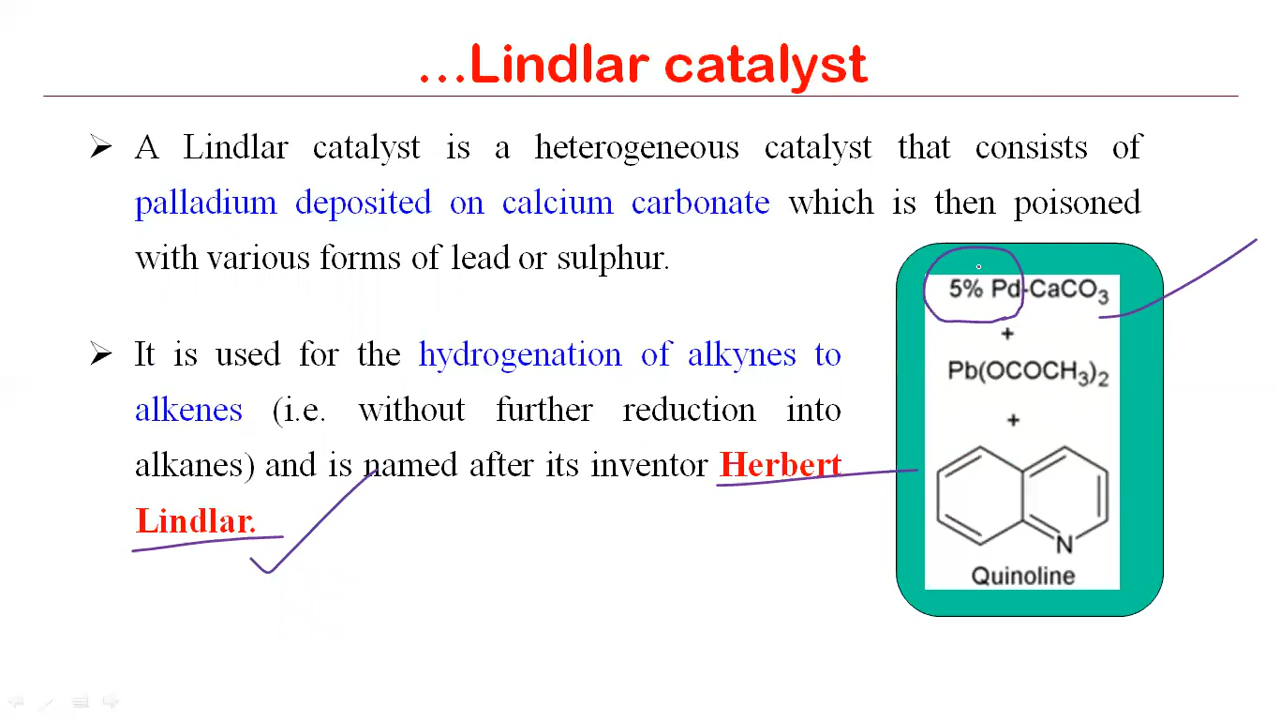 ...Lindlar catalyst
➢ A Lindlar catalyst is a heterogeneous catalyst that consists of
palladium deposited on calcium carbonate which is then poisoned
with various forms of lead or sulphur.
➢ It is used for the hydrogenation of alkynes to
alkenes (i.e. without further reduction into
alkanes) and is named after its inventor Herbert
Lindlar.
5% Pd-CaCO₃
+
Pb(OCOCH₃)₂
+
N
Quinoline